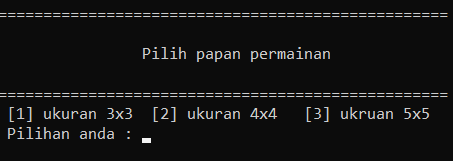 ===================================================
Pilih papan permainan
===================================================
[1] ukuran 3x3  [2] ukuran 4x4   [3] ukruan 5x5
Pilihan anda : _